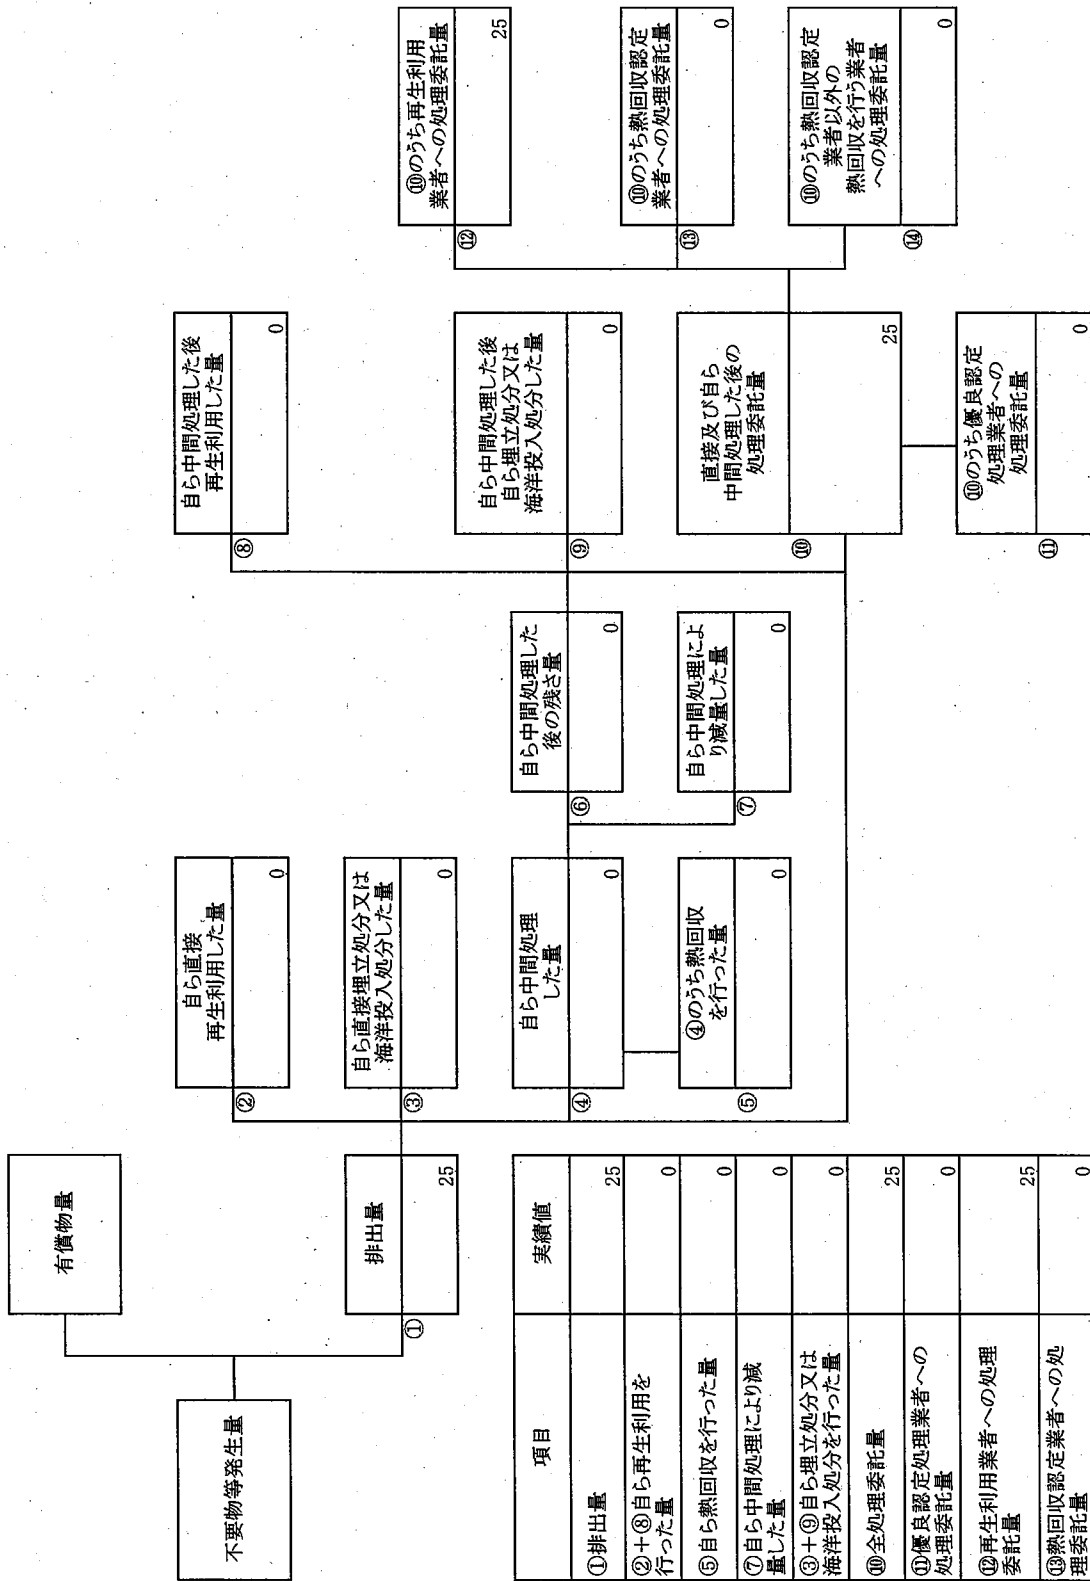 不要物等発生量
有償物量
①
排出量
25
②
自ら直接
再生利用した量
0
③
自ら直接埋立処分又は
海洋投入処分した量
0
④
自ら中間処理
した量
0
⑤
④のうち熱回収
を行った量
0
⑥
自ら中間処理した
後の残さ量
0
⑦
自ら中間処理によ
り減量した量
0
⑧
自ら中間処理した後
再生利用した量
0
⑨
自ら中間処理した後
自ら埋立処分又は
海洋投入処分した量
0
⑩
直接及び自ら
中間処理した後の
処理委託量
25
⑪
⑩のうち優良認定
処理業者への
処理委託量
0
⑫
⑩のうち再生利用
業者への処理委託量
25
⑬
⑩のうち熱回収認定
業者への処理委託量
0
⑭
⑩のうち熱回収認定
業者以外の
熱回収を行う業者
への処理委託量
0
項目
実績値
①排出量
25
②+⑧自ら再生利用を
行った量
0
⑤自ら熱回収を行った量
0
⑦自ら中間処理により減
量した量
0
③+⑨自ら埋立処分又は
海洋投入処分を行った量
0
⑩全処理委託量
25
⑪優良認定処理業者への
処理委託量
0
⑫再生利用業者への処理
委託量
25
⑬熱回収認定業者への処
理委託量
0